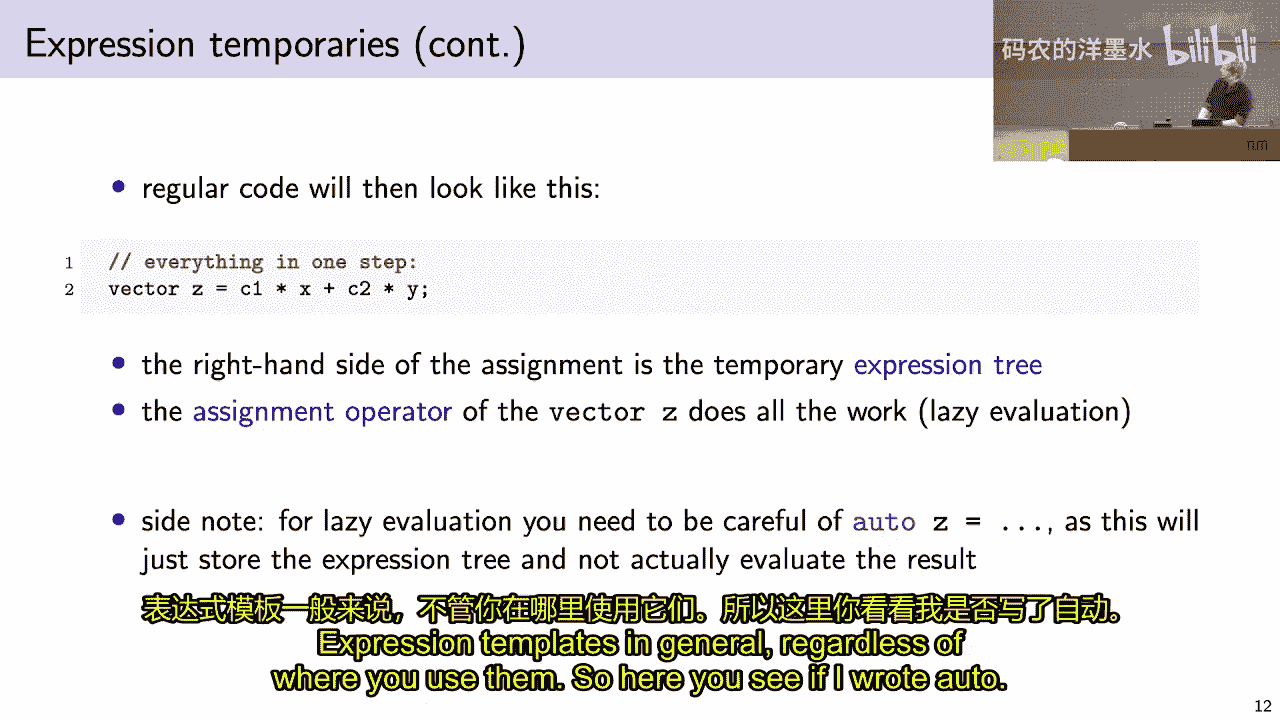 Expression temporaries (cont.)
码农的洋墨水 bilibili
• regular code will then look like this:
1 // everything in one step:
2 vector z = c1 * x + c2 * y;
• the right-hand side of the assignment is the temporary expression tree
• the assignment operator of the vector z does all the work (lazy evaluation)
• side note: for lazy evaluation you need to be careful of auto z = ..., as this will
just store the expression tree and not actually evaluate the result
表达式模板一般来说，不管你在哪里使用它们。所以这里你看看我是否写了自动。
Expression templates in general, regardless of
where you use them. So here you see if I wrote auto.
12